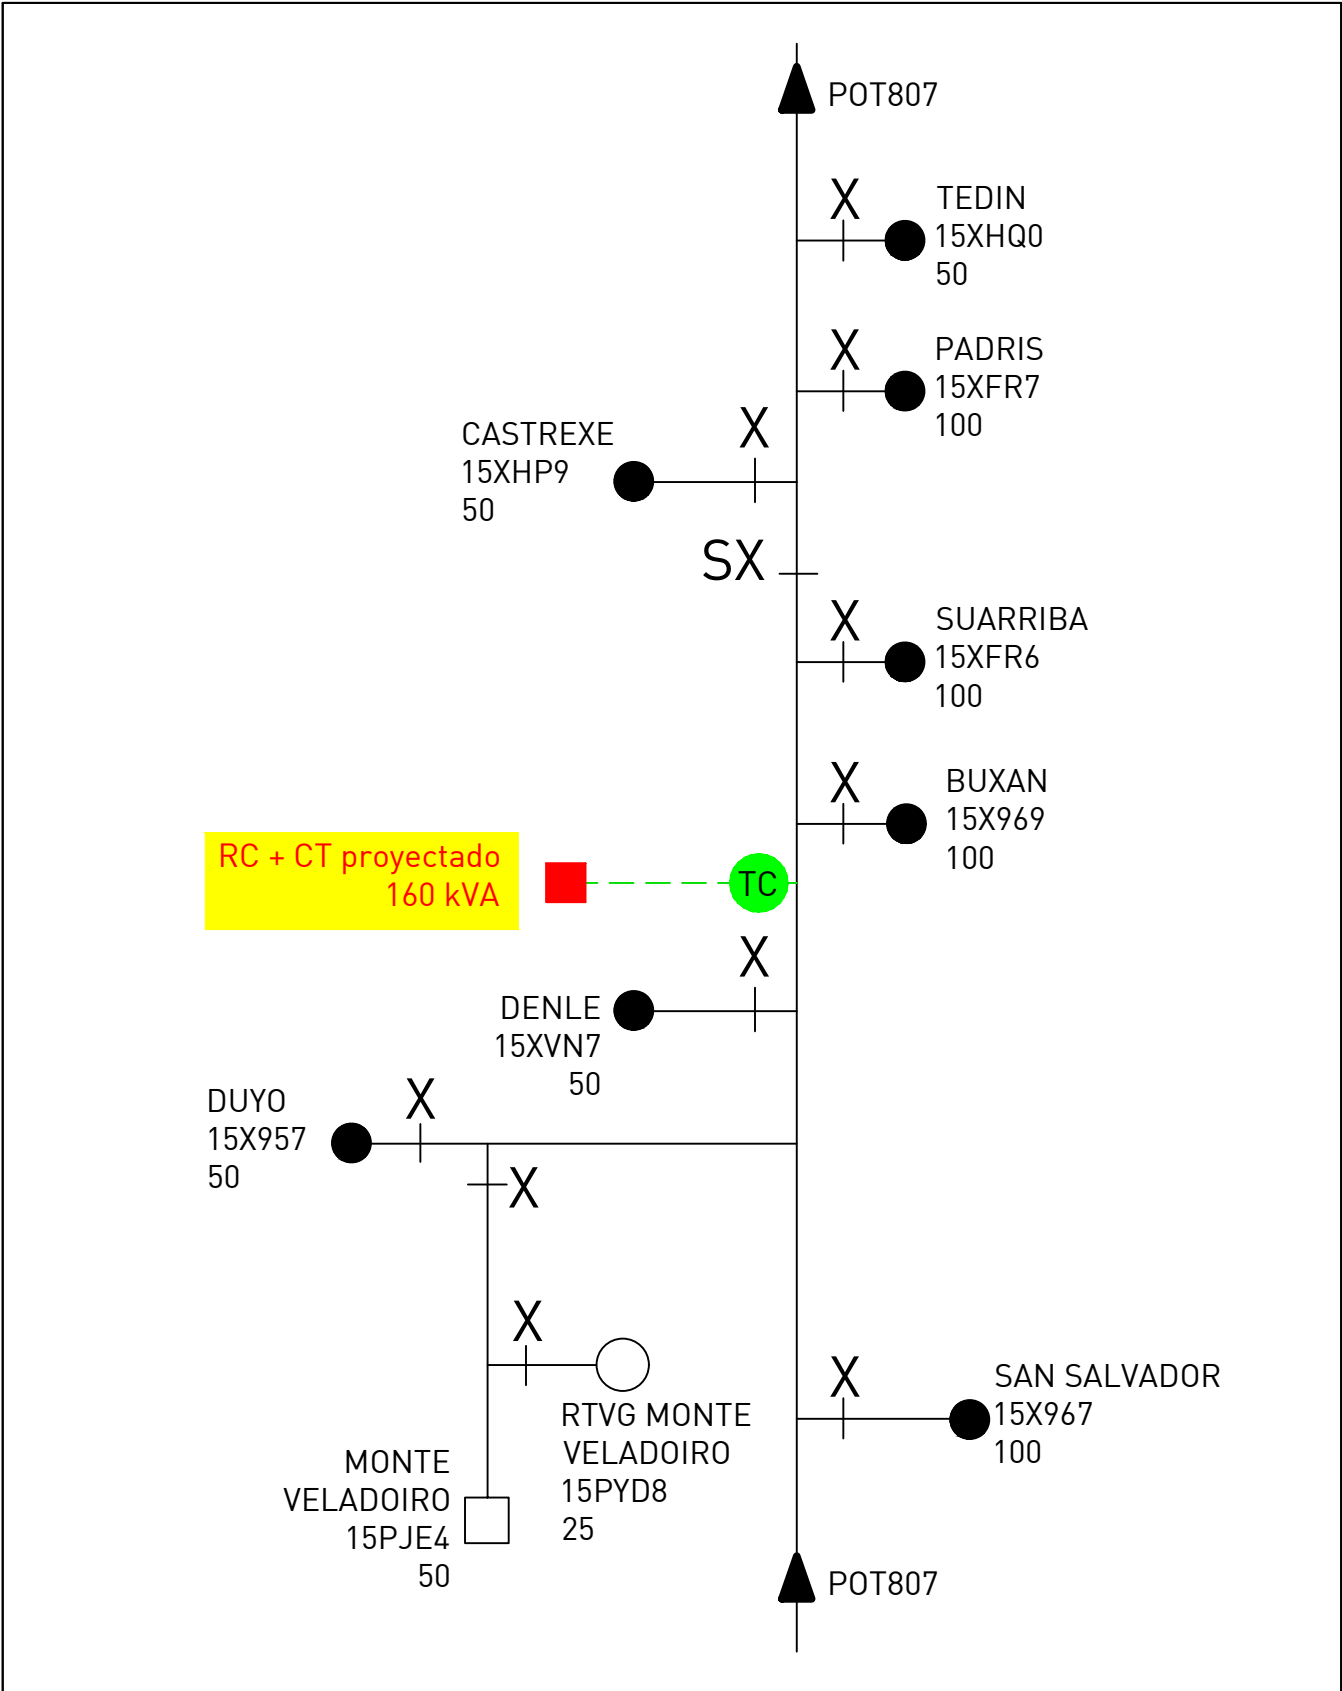 POT807
X
TEDIN
15XHQ0
50
X
PADRIS
15XFR7
100
X
CASTREXE
15XHP9
50
SX
X
SUARRIBA
15XFR6
100
X
BUXAN
15X969
100
RC + CT proyectado
160 kVA
TC
X
DENLE
15XVN7
50
X
DUYO
15X957
50
X
X
RTVG MONTE
VELADOIRO
15PYD8
25
MONTE
VELADOIRO
15PJE4
50
X
SAN SALVADOR
15X967
100
POT807